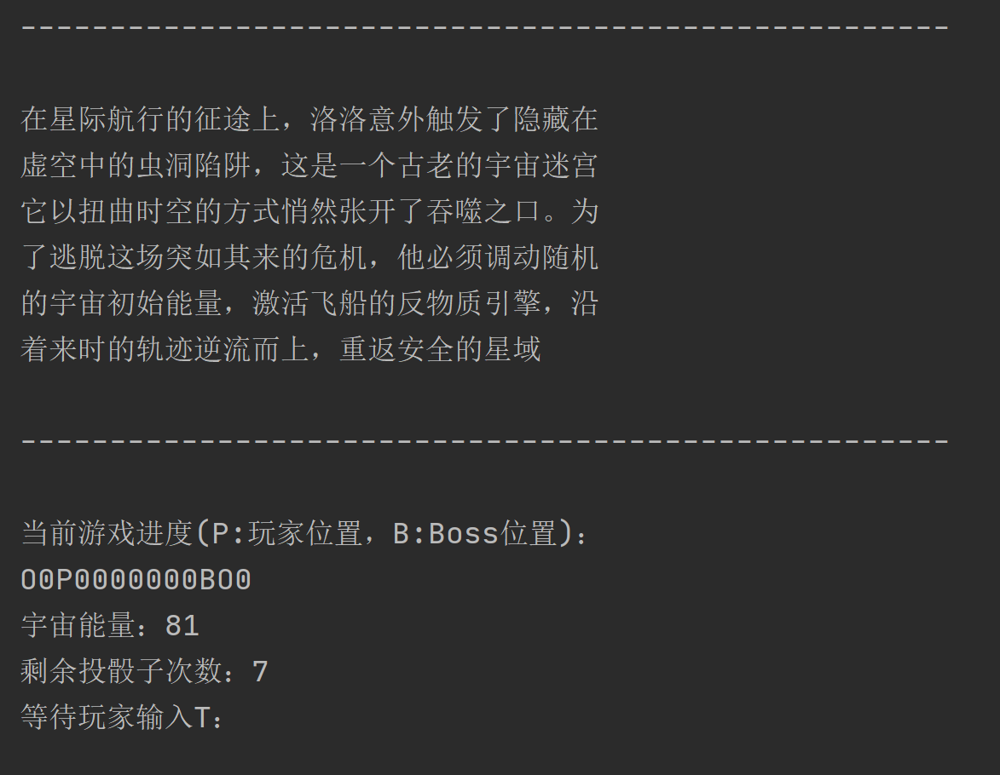 ----------------------------------------------------
在星际航行的征途上，洛洛意外触发了隐藏在
虚空中的虫洞陷阱，这是一个古老的宇宙迷宫
它以扭曲时空的方式悄然张开了吞噬之口。为
了逃脱这场突如其来的危机，他必须调动随机
的宇宙初始能量，激活飞船的反物质引擎，沿
着来时的轨迹逆流而上，重返安全的星域
----------------------------------------------------
当前游戏进度(P:玩家位置，B:Boss位置)：
O0P0000000BO0
宇宙能量：81
剩余投骰子次数：7
等待玩家输入T：